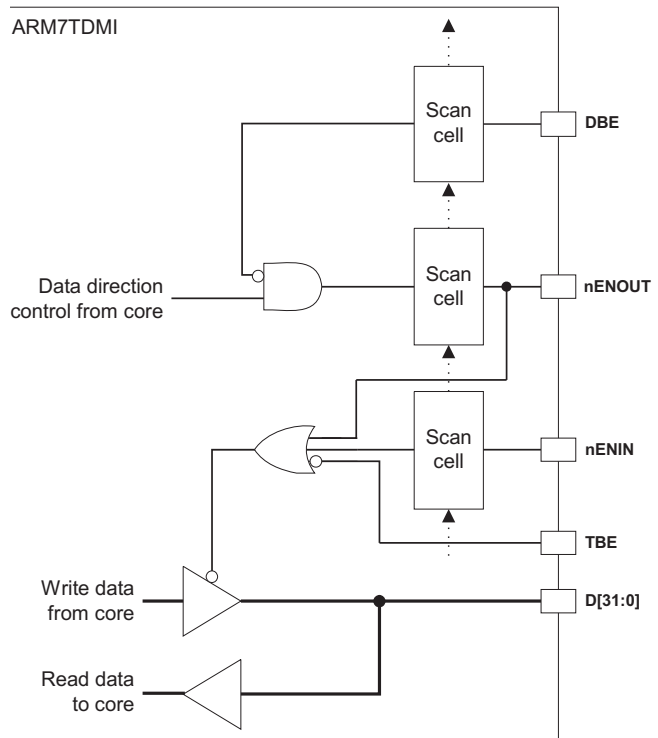 ARM7TDMI
Scan
cell
DBE
Data direction
control from core
Scan
cell
nENOUT
Scan
cell
nENIN
TBE
Write data
from core
D[31:0]
Read data
to core